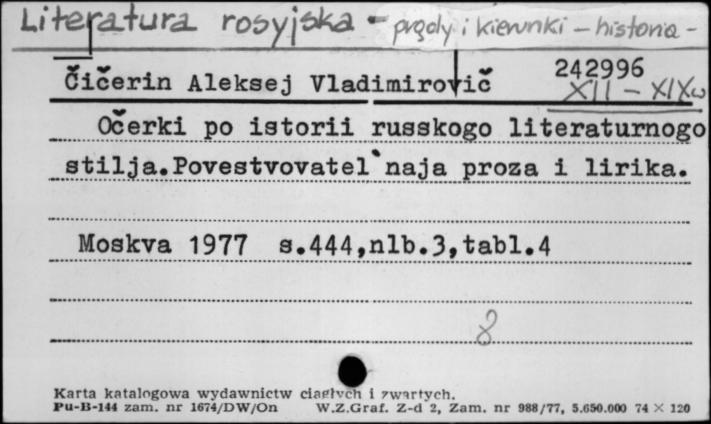 Literatura rosyjska - prądy i kierunki - historia -
242996
XII - XIXw
Čičerin Aleksej Vladimirovič
Očerki po istorii russkogo literaturnogo
stilja.Povestvovatel`naja proza i lirika.
Moskva 1977 s.444,nlb.3,tabl.4
8
Karta katalogowa wydawnictw ciągłych i zwartych.
Pu-B-144 zam. nr 1674/DW/On W.Z.Graf. Z-d 2, Zam. nr 988/77, 5.650.000 74 × 120